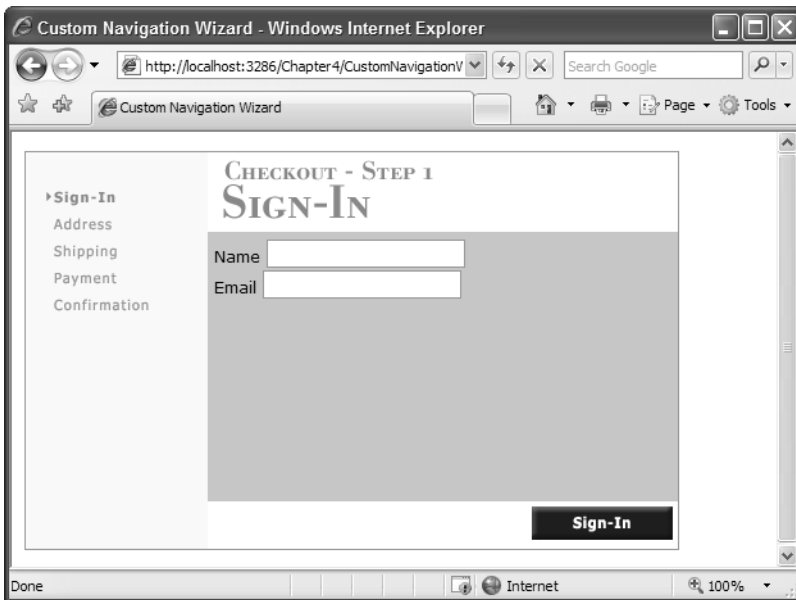 Custom Navigation Wizard - Windows Internet Explorer
http://localhost:3286/Chapter4/CustomNavigationV
Search Google
Custom Navigation Wizard
Page
Tools
Checkout - Step 1
Sign-In
Sign-In
Address
Shipping
Payment
Confirmation
Name
Email
Sign-In
Done
Internet
100%